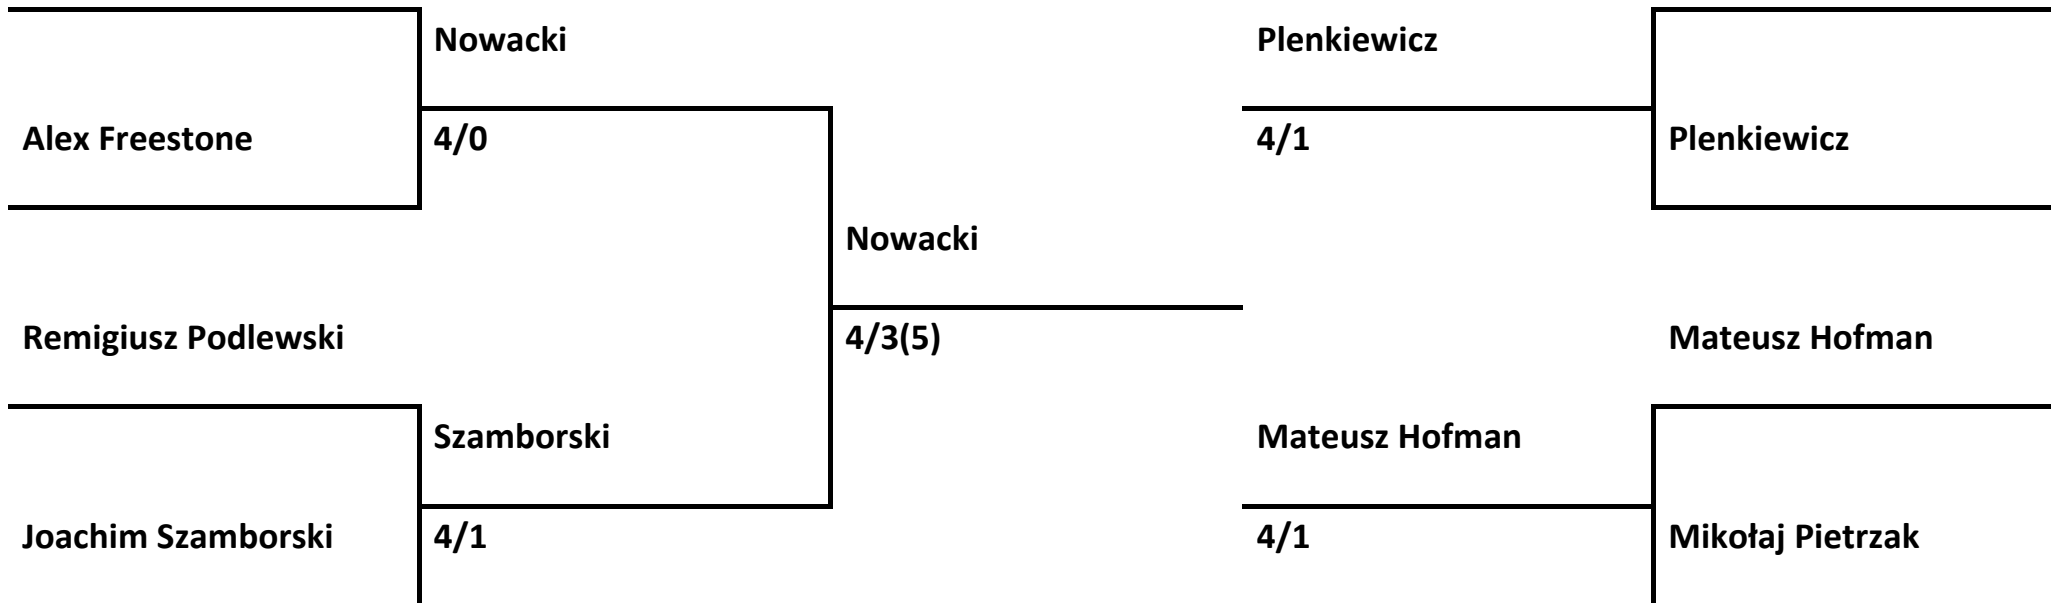 Nowacki
Plenkiewicz
Alex Freestone
4/0
4/1
Plenkiewicz
Nowacki
Remigiusz Podlewski
4/3(5)
Mateusz Hofman
Szamborski
Mateusz Hofman
Joachim Szamborski
4/1
4/1
Mikołaj Pietrzak